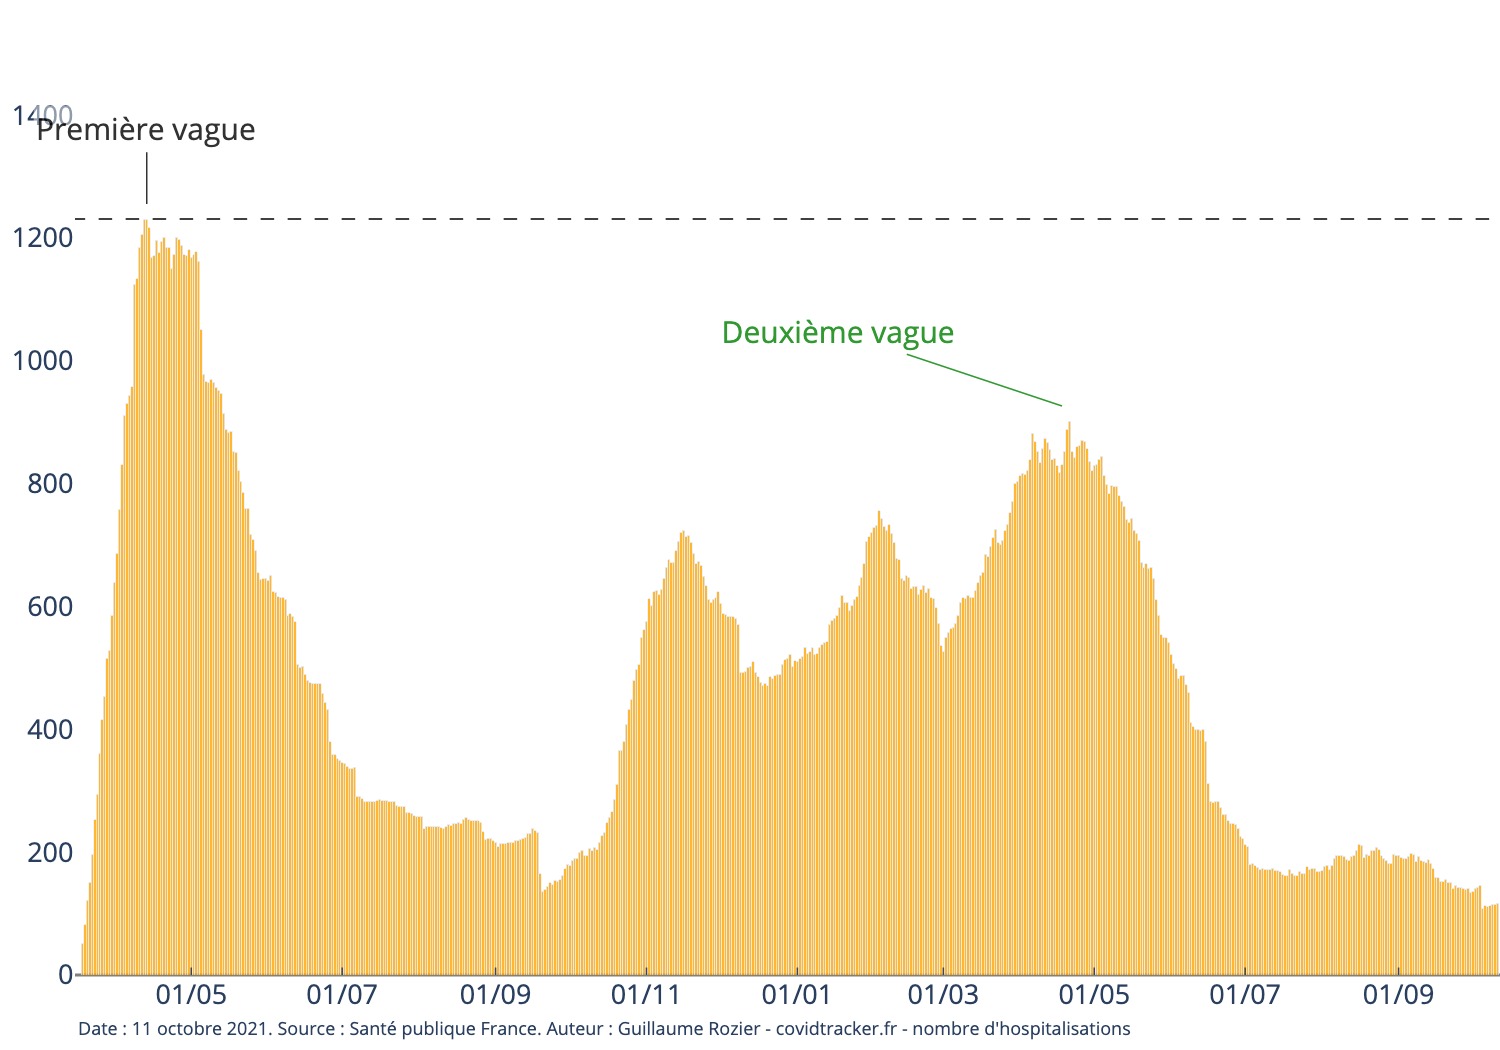 1400
Première vague
1200
Deuxième vague
1000
800
600
400
200
0
01/05 01/07 01/09 01/11 01/01 01/03 01/05 01/07 01/09
Date : 11 octobre 2021. Source : Santé publique France. Auteur : Guillaume Rozier - covidtracker.fr - nombre d'hospitalisations